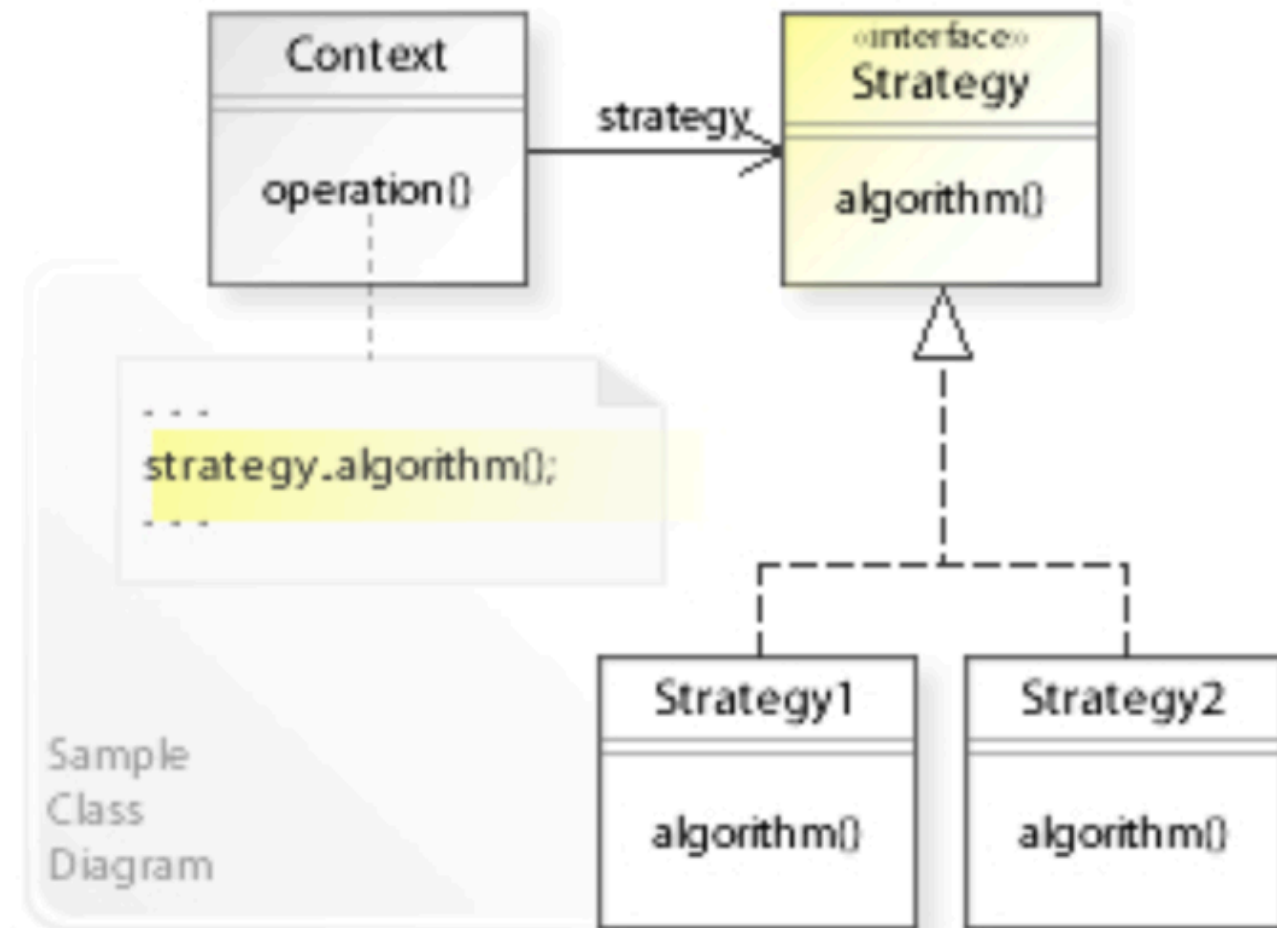 Context
operation()
strategy
«interface»
Strategy
algorithm()
- - -
strategy.algorithm();
- - -
Strategy1
algorithm()
Strategy2
algorithm()
Sample
Class
Diagram